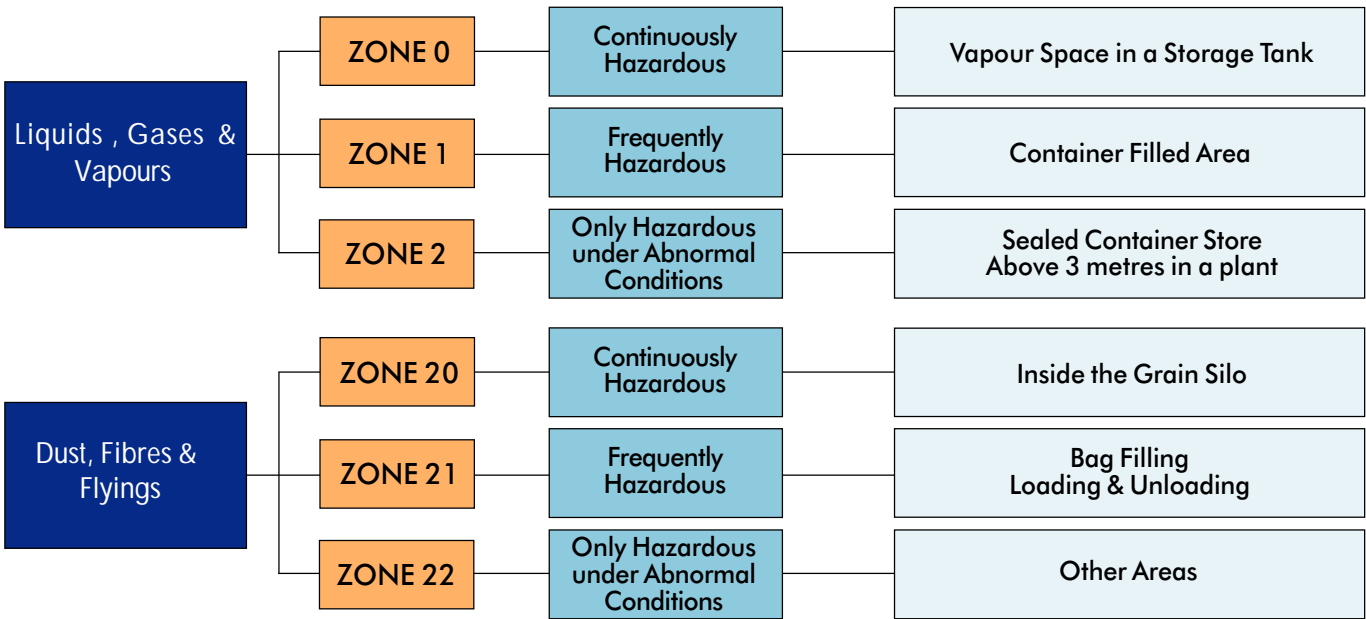 Liquids , Gases &
Vapours
ZONE 0
Continuously
Hazardous
Vapour Space in a Storage Tank
ZONE 1
Frequently
Hazardous
Container Filled Area
ZONE 2
Only Hazardous
under Abnormal
Conditions
Sealed Container Store
Above 3 metres in a plant
Dust, Fibres &
Flyings
ZONE 20
Continuously
Hazardous
Inside the Grain Silo
ZONE 21
Frequently
Hazardous
Bag Filling
Loading & Unloading
ZONE 22
Only Hazardous
under Abnormal
Conditions
Other Areas